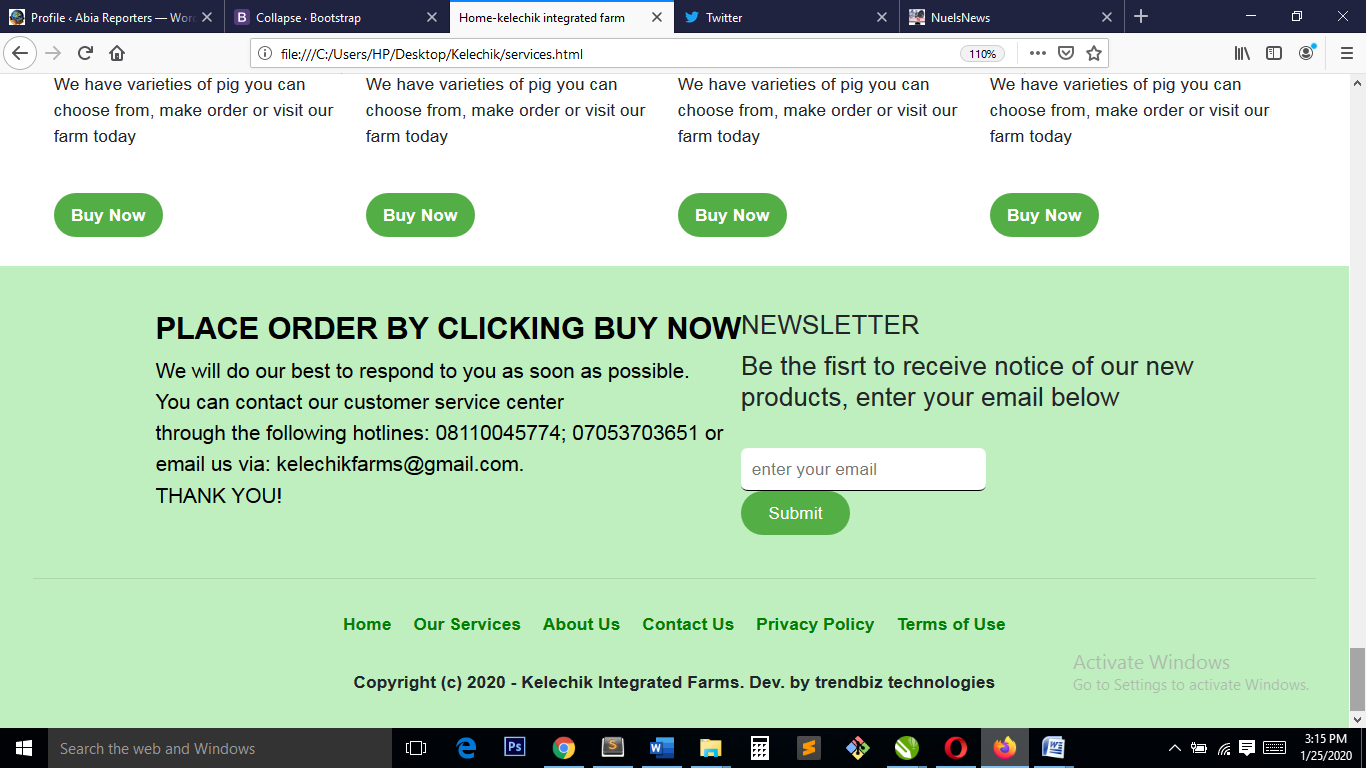 Profile ‹ Abia Reporters — Wor
Collapse · Bootstrap
Home-kelechik integrated farm
Twitter
NuelsNews
file:///C:/Users/HP/Desktop/Kelechik/services.html
110%
We have varieties of pig you can
choose from, make order or visit our
farm today
We have varieties of pig you can
choose from, make order or visit our
farm today
We have varieties of pig you can
choose from, make order or visit our
farm today
We have varieties of pig you can
choose from, make order or visit our
farm today
Buy Now
Buy Now
Buy Now
Buy Now
PLACE ORDER BY CLICKING BUY NOW
We will do our best to respond to you as soon as possible.
You can contact our customer service center
through the following hotlines: 08110045774; 07053703651 or
email us via: kelechikfarms@gmail.com.
THANK YOU!
NEWSLETTER
Be the fisrt to receive notice of our new
products, enter your email below
enter your email
Submit
Home Our Services About Us Contact Us Privacy Policy Terms of Use
Copyright (c) 2020 - Kelechik Integrated Farms. Dev. by trendbiz technologies
Activate Windows
Go to Settings to activate Windows.
Search the web and Windows
3:15 PM
1/25/2020